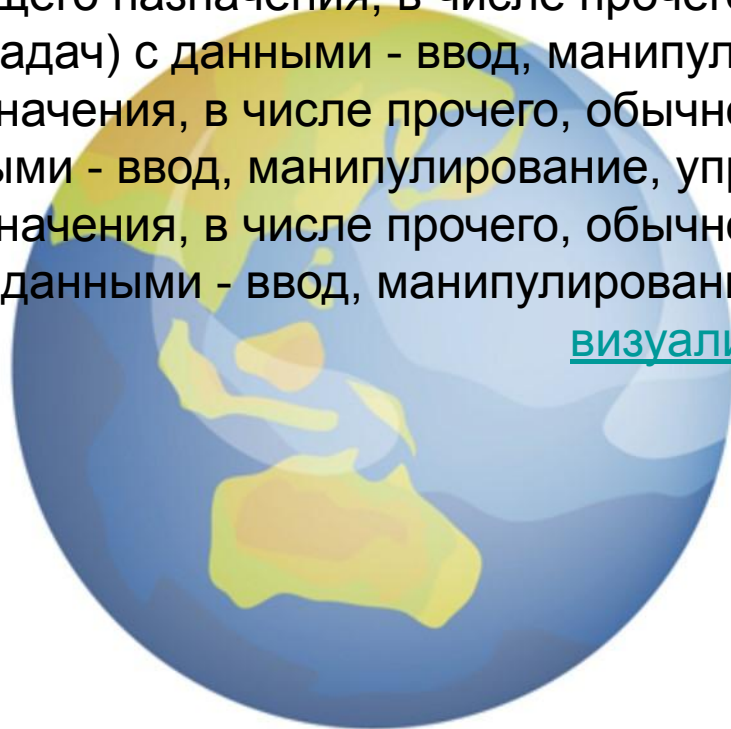 щего назначения, в числе прочего
адач) с данными - ввод, манипул
начения, в числе прочего, обычно
ыми - ввод, манипулирование, упр
начения, в числе прочего, обычно
данными - ввод, манипулирован
визуали